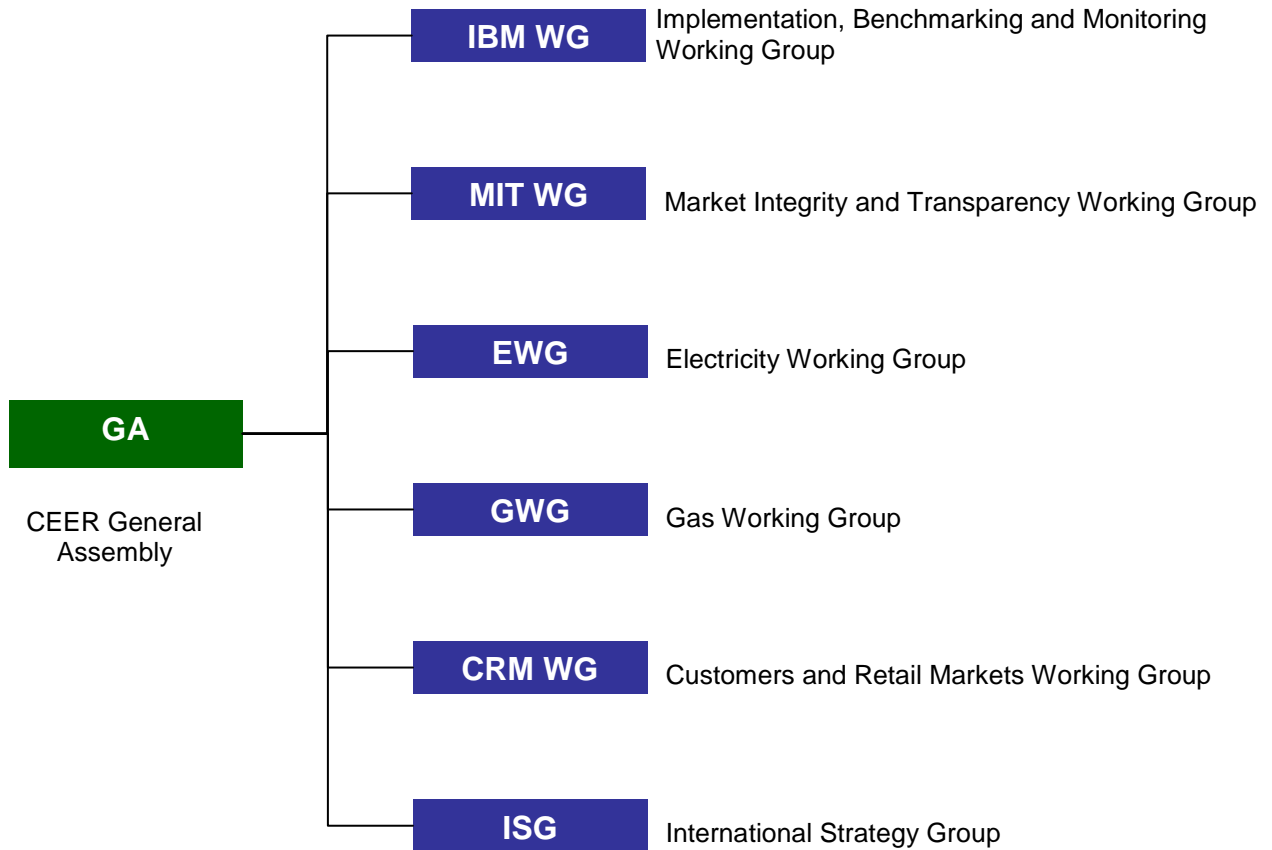 IBM WG
Implementation, Benchmarking and Monitoring
Working Group
MIT WG
Market Integrity and Transparency Working Group
EWG
Electricity Working Group
GA
CEER General
Assembly
GWG
Gas Working Group
CRM WG
Customers and Retail Markets Working Group
ISG
International Strategy Group